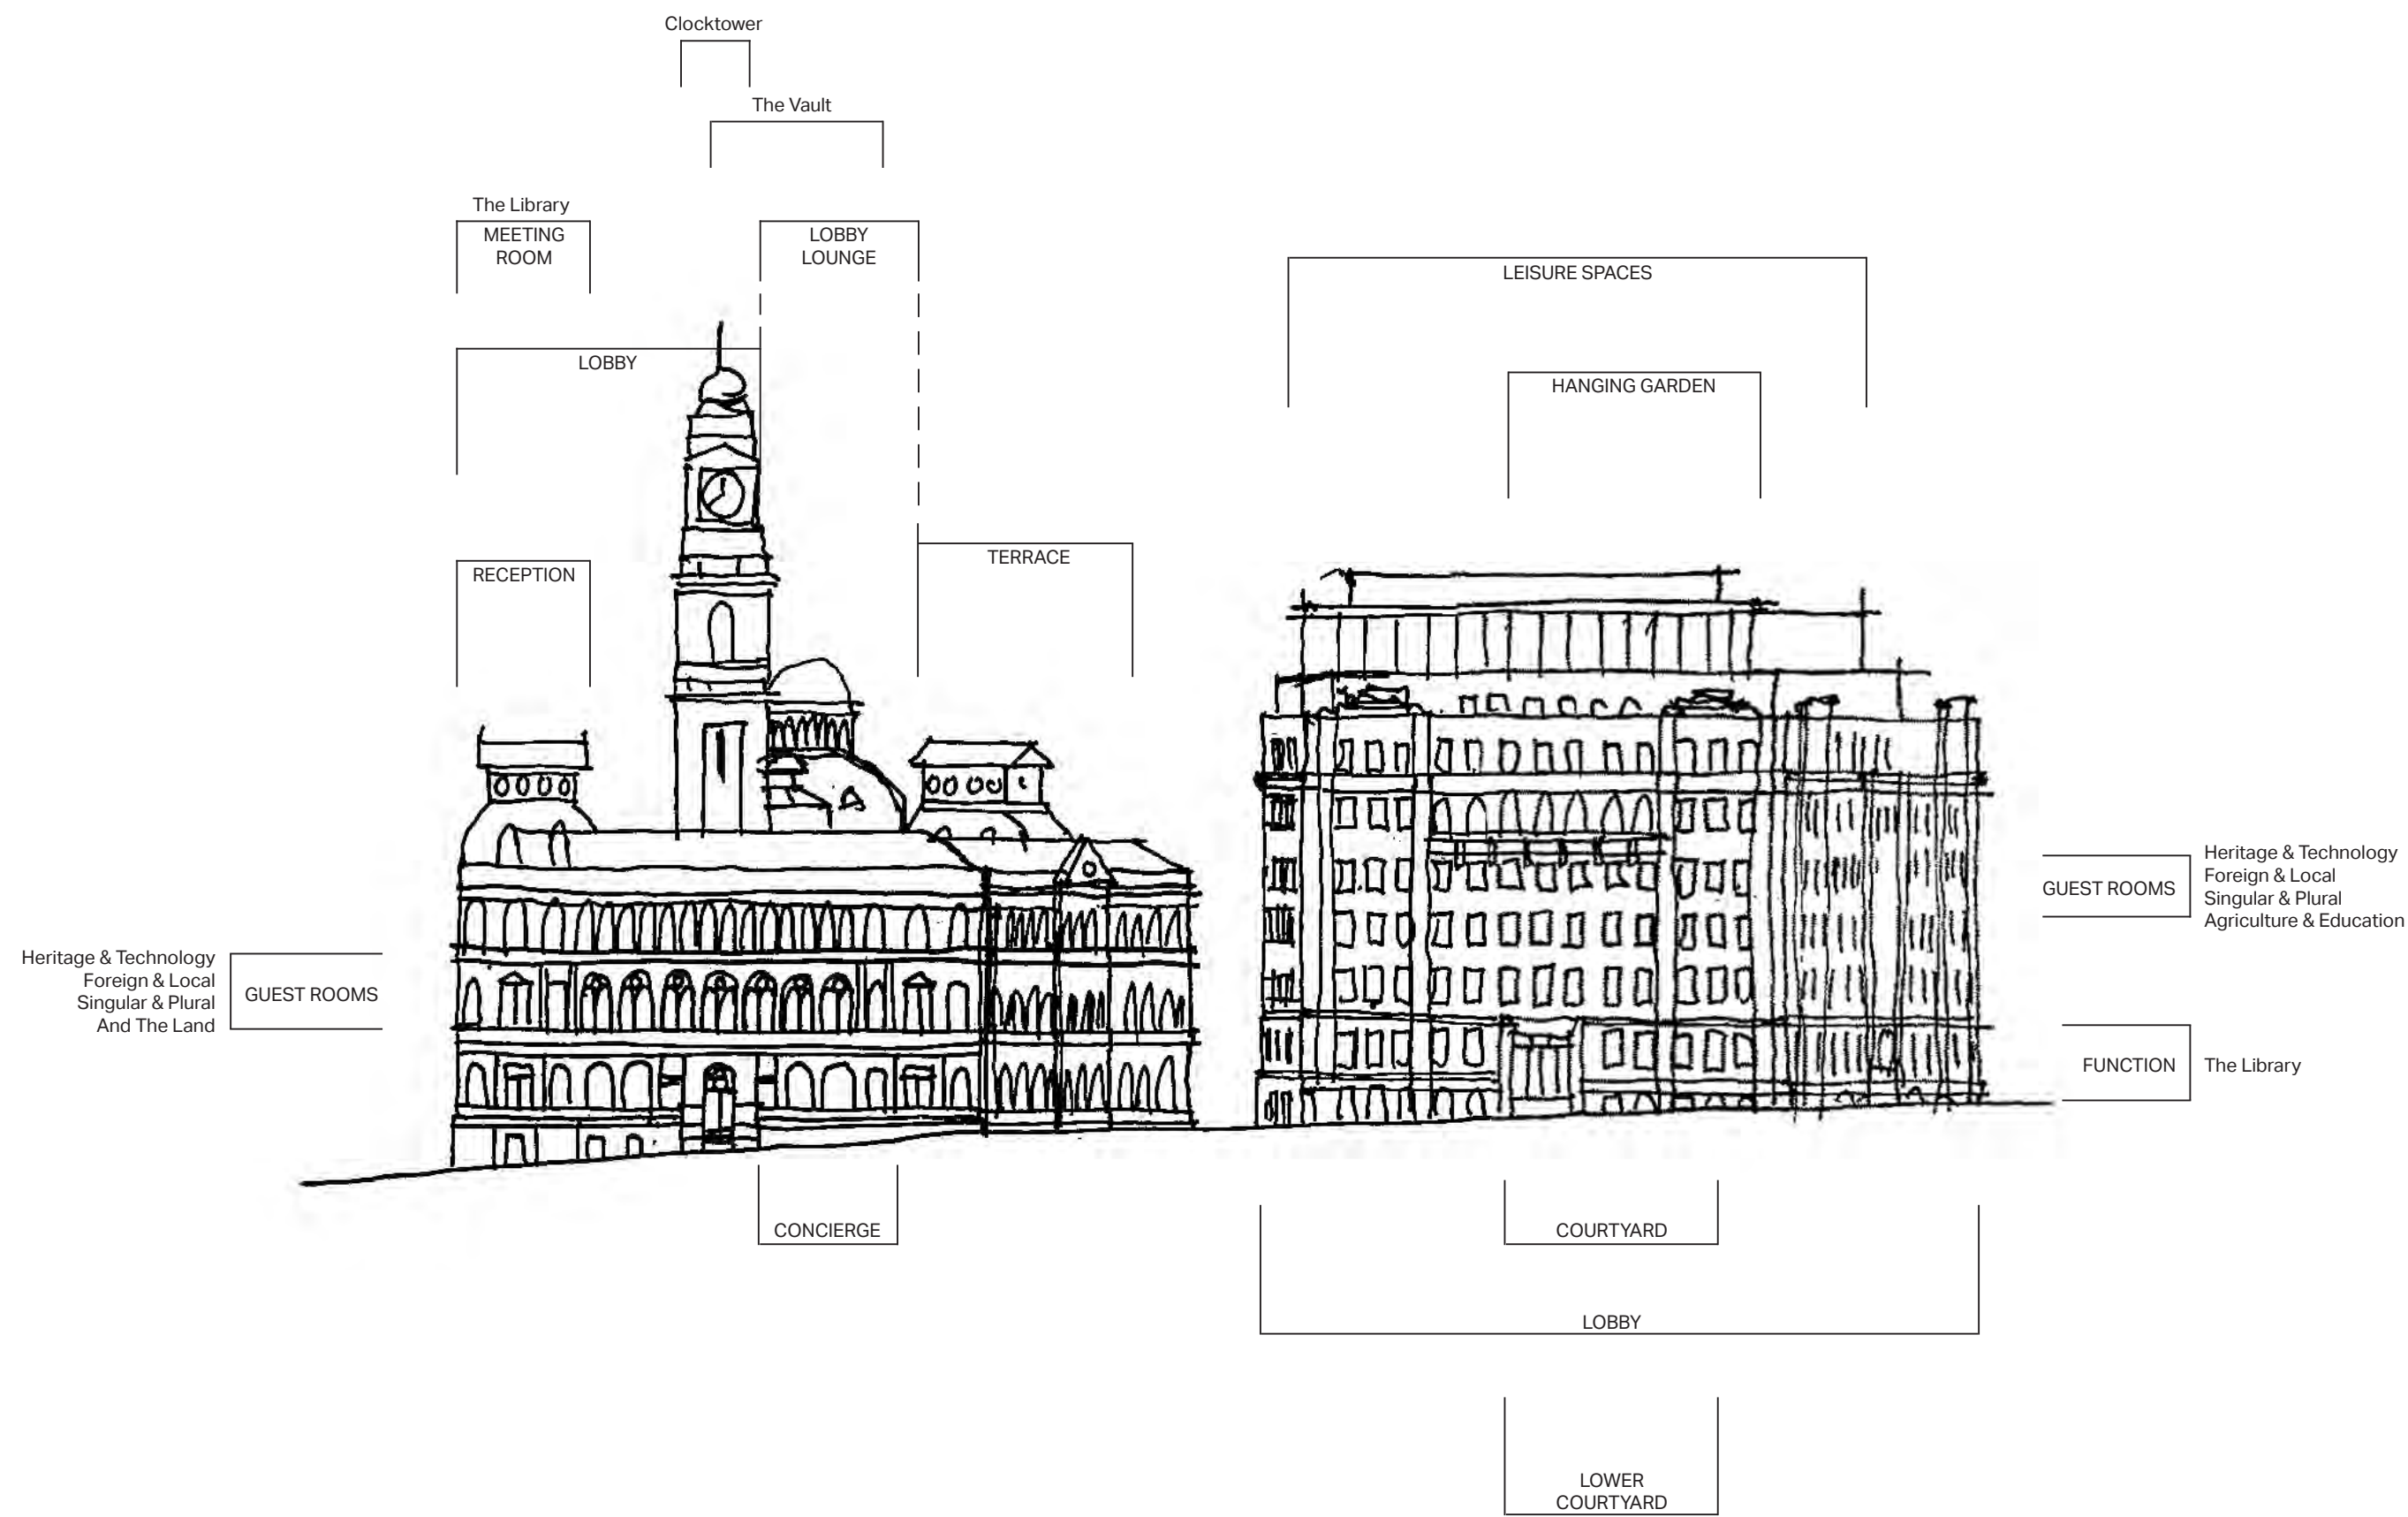 Clocktower
The Vault
The Library
MEETING
ROOM
LOBBY
LOUNGE
LEISURE SPACES
LOBBY
HANGING GARDEN
TERRACE
RECEPTION
Heritage & Technology
Foreign & Local
Singular & Plural
Agriculture & Education
GUEST ROOMS
Heritage & Technology
Foreign & Local
Singular & Plural
And The Land
GUEST ROOMS
FUNCTION
The Library
CONCIERGE
COURTYARD
LOBBY
LOWER
COURTYARD